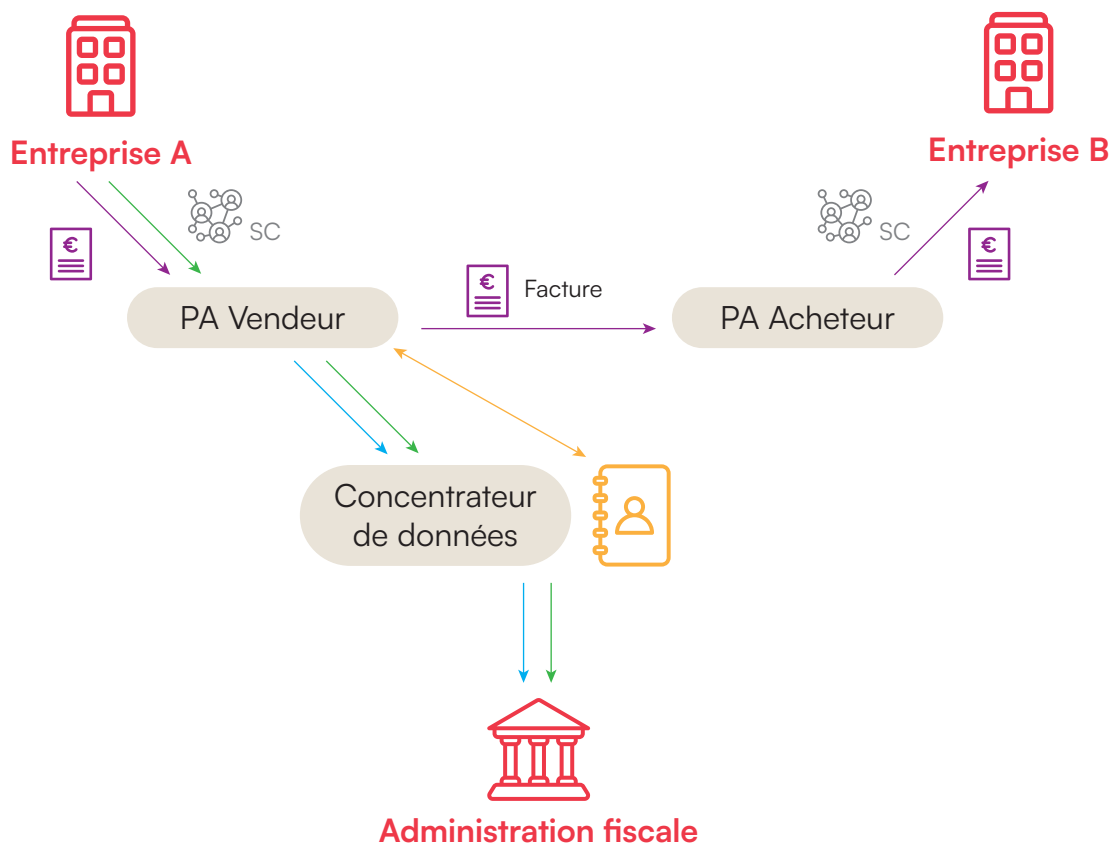 Entreprise A
Entreprise B
SC
SC
€
€
€
Facture
PA Vendeur
PA Acheteur
Concentrateur
de données
Administration fiscale